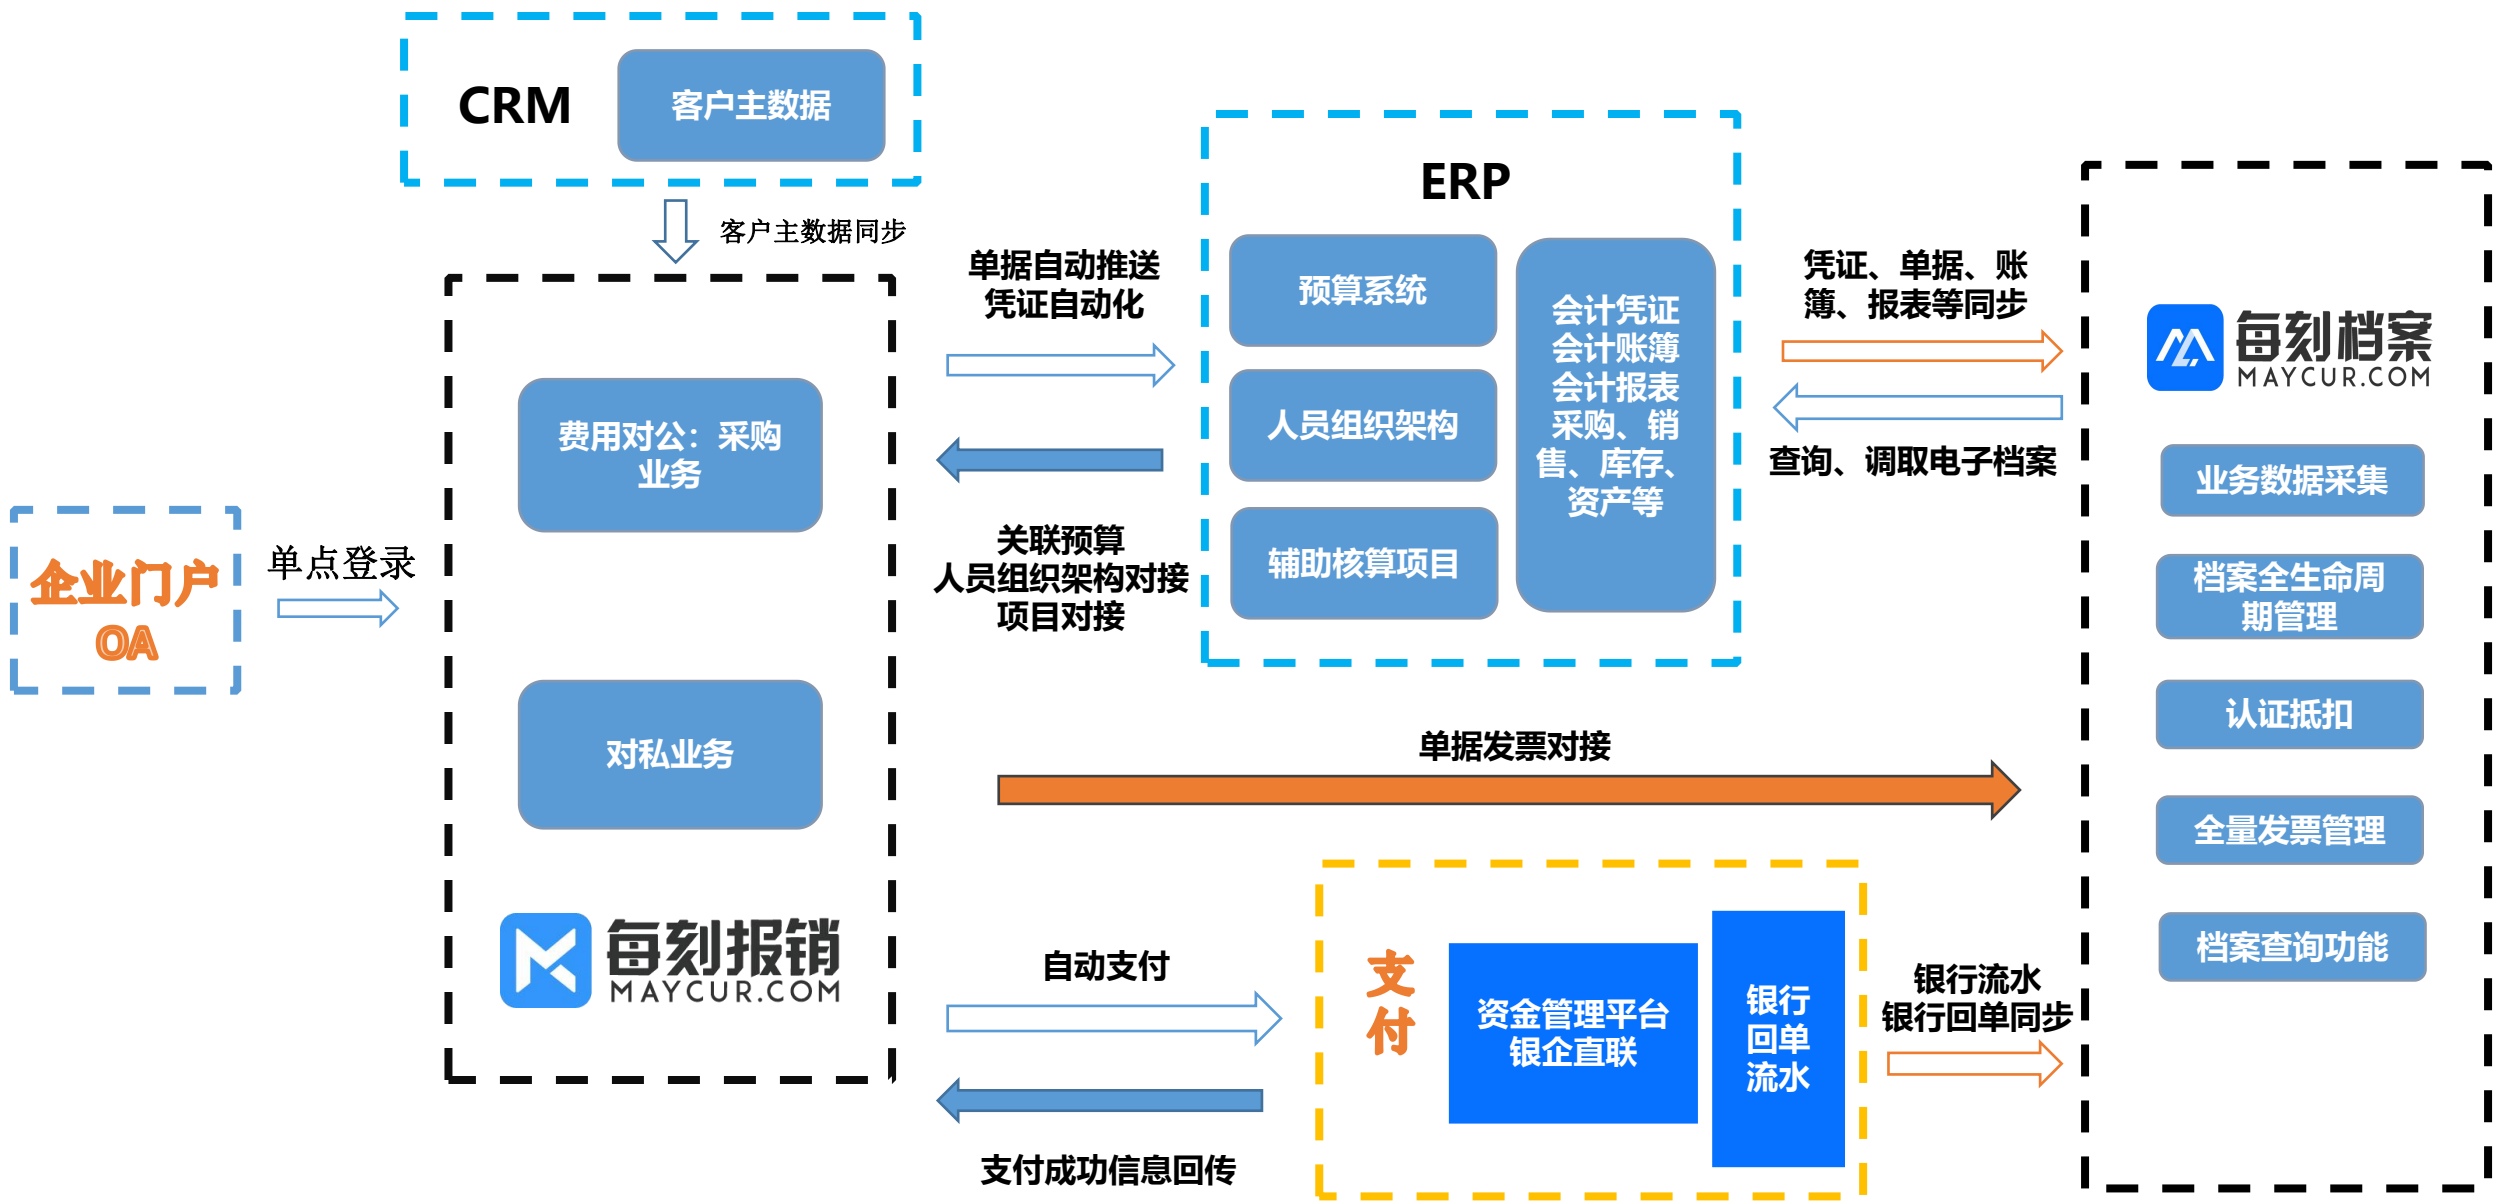 CRM
客户主数据
客户主数据同步
企业门户
OA
单点登录
费用对公：采购
业务
对私业务
每刻报销
MAYCUR.COM
单据自动推送
凭证自动化
关联预算
人员组织架构对接
项目对接
ERP
预算系统
人员组织架构
辅助核算项目
会计凭证
会计账簿
会计报表
采购、销
售、库存、
资产等
凭证、单据、账
簿、报表等同步
查询、调取电子档案
单据发票对接
自动支付
支付成功信息回传
支
付
资金管理平台
银企直联
银行
回单
流水
银行流水
银行回单同步
每刻档案
MAYCUR.COM
业务数据采集
档案全生命周
期管理
认证抵扣
全量发票管理
档案查询功能